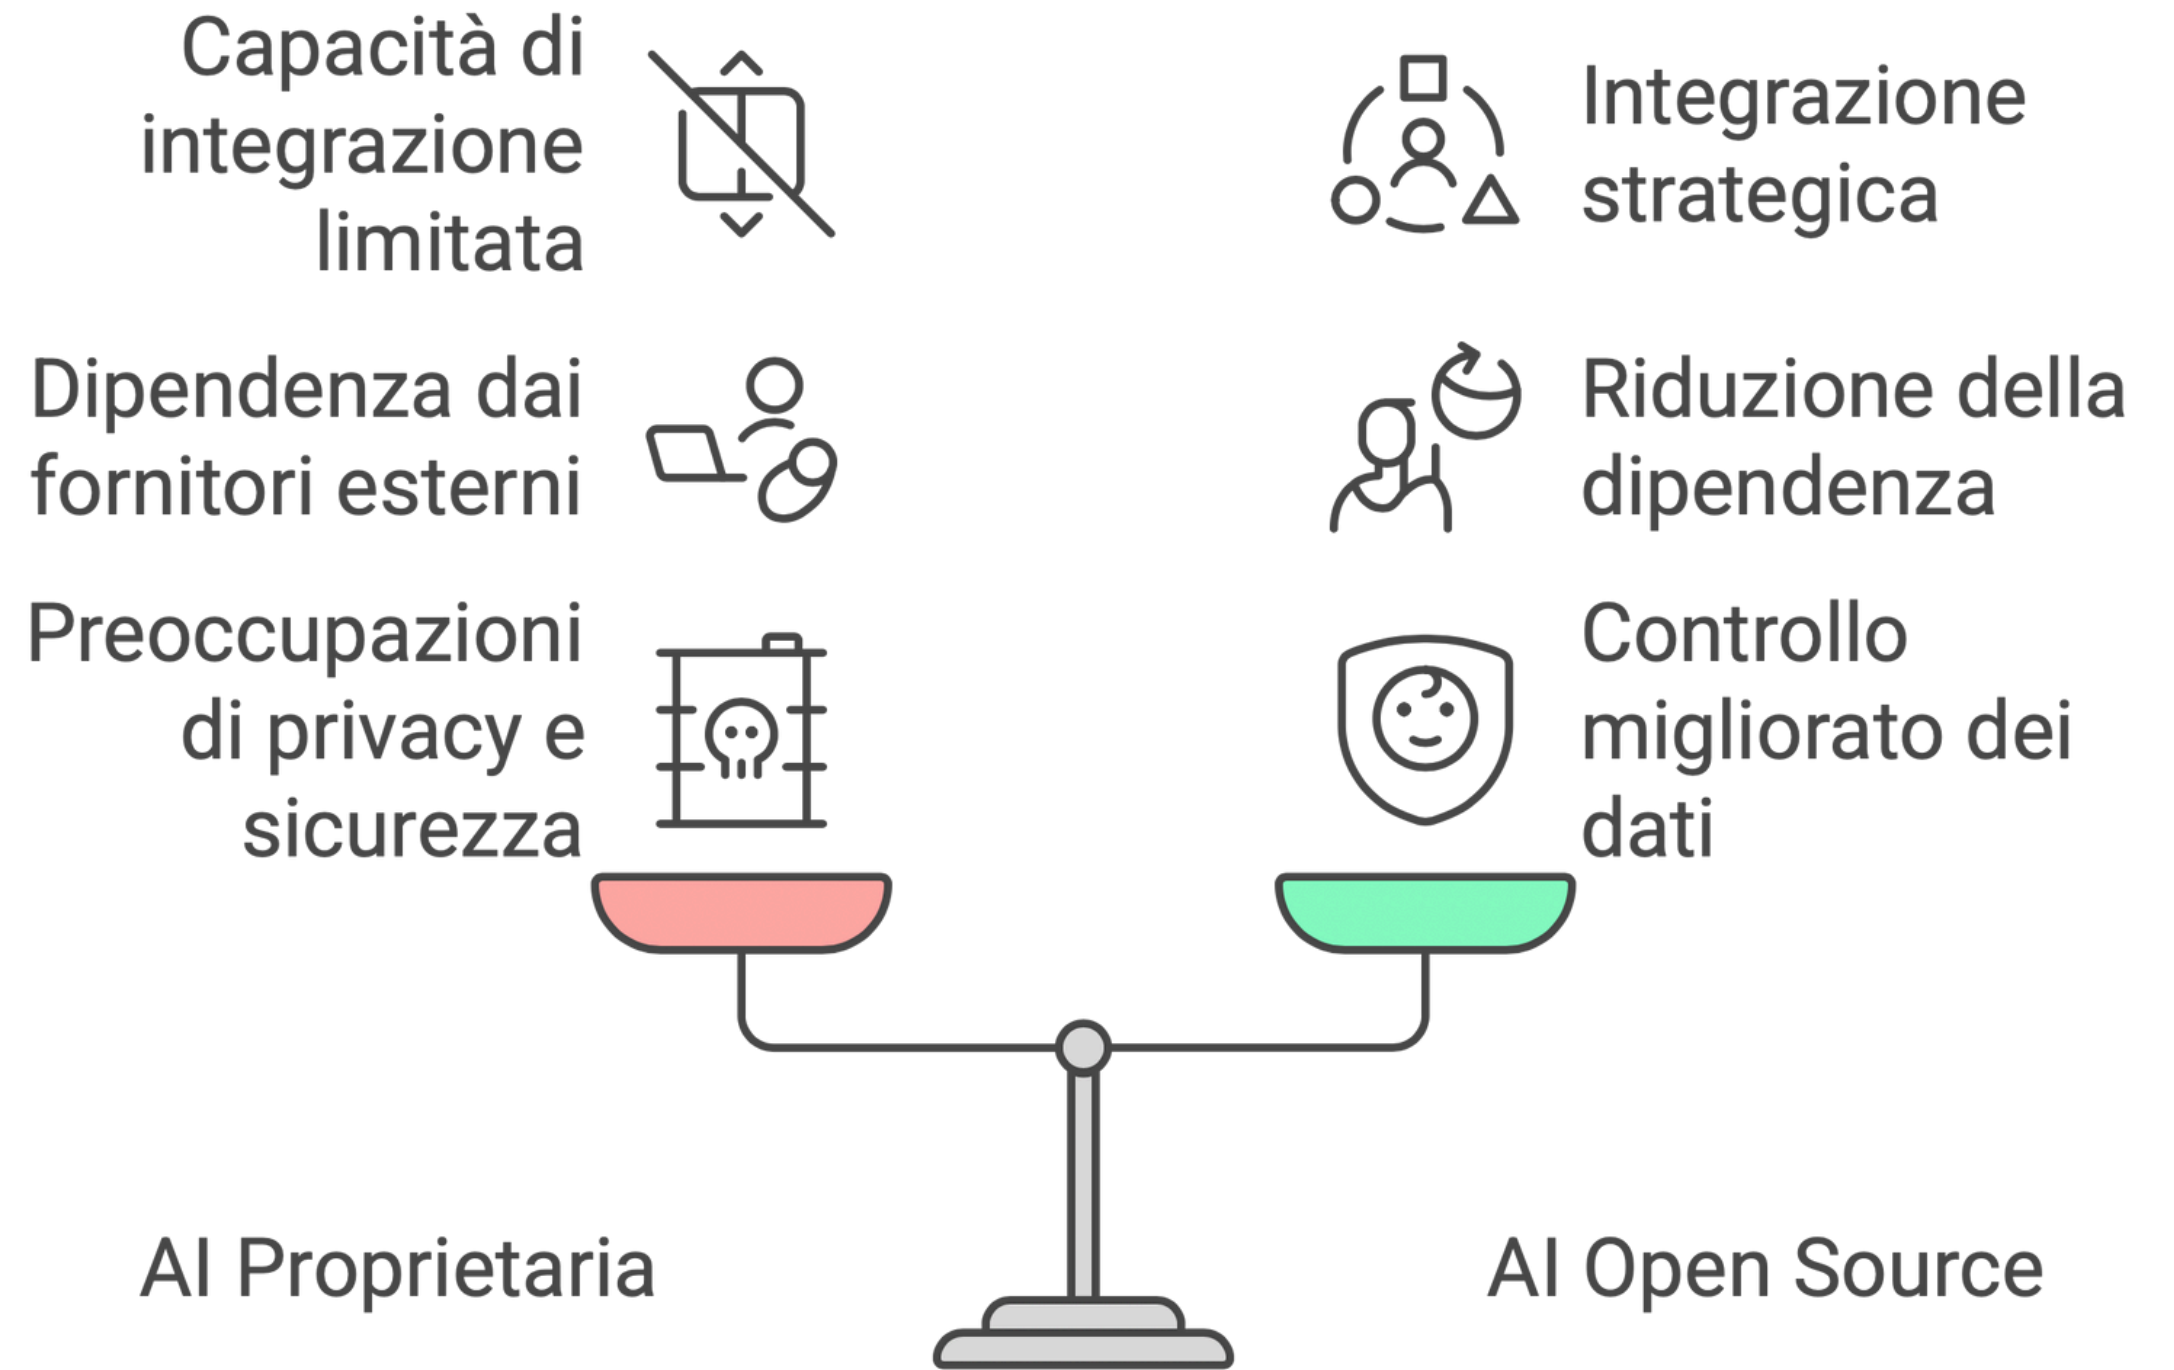 Capacità di
integrazione
limitata
Integrazione
strategica
Dipendenza dai
fornitori esterni
Riduzione della
dipendenza
Preoccupazioni
di privacy e
sicurezza
Controllo
migliorato dei
dati
AI Proprietaria
AI Open Source